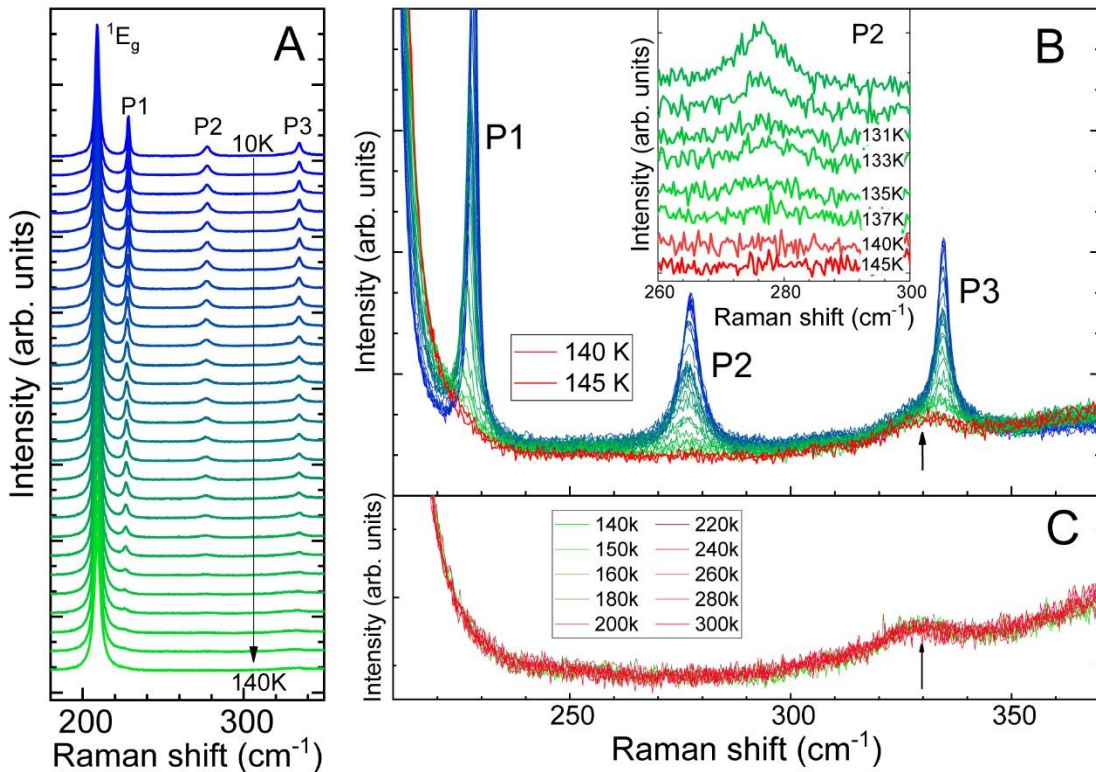 A
¹Eg
P1
P2
P3
10K
140K
Intensity (arb. units)
200
300
Raman shift (cm⁻¹)
B
P1
P2
P3
140 K
145 K
Intensity (arb. units)
P2
131K
133K
135K
137K
140K
145K
Intensity (arb. units)
260
280
300
Raman shift (cm⁻¹)
C
140k 220k
150k 240k
160k 260k
180k 280k
200k 300k
Intensity (arb. units)
250
300
350
Raman shift (cm⁻¹)